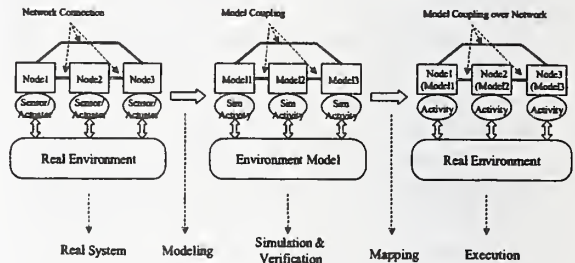 Network Connection
Model Coupling
Model Coupling over Network
Node1
Node2
Node3
Model1
Model2
Model3
Node1
(Model1)
Node2
(Model2)
Node3
(Model3)
Sensor/
Actuator
Sensor/
Actuator
Sensor/
Actuator
Sim
Activity
Sim
Activity
Sim
Activity
Activity
Activity
Activity
Real Environment
Environment Model
Real Environment
Real System
Modeling
Simulation &
Verification
Mapping
Execution